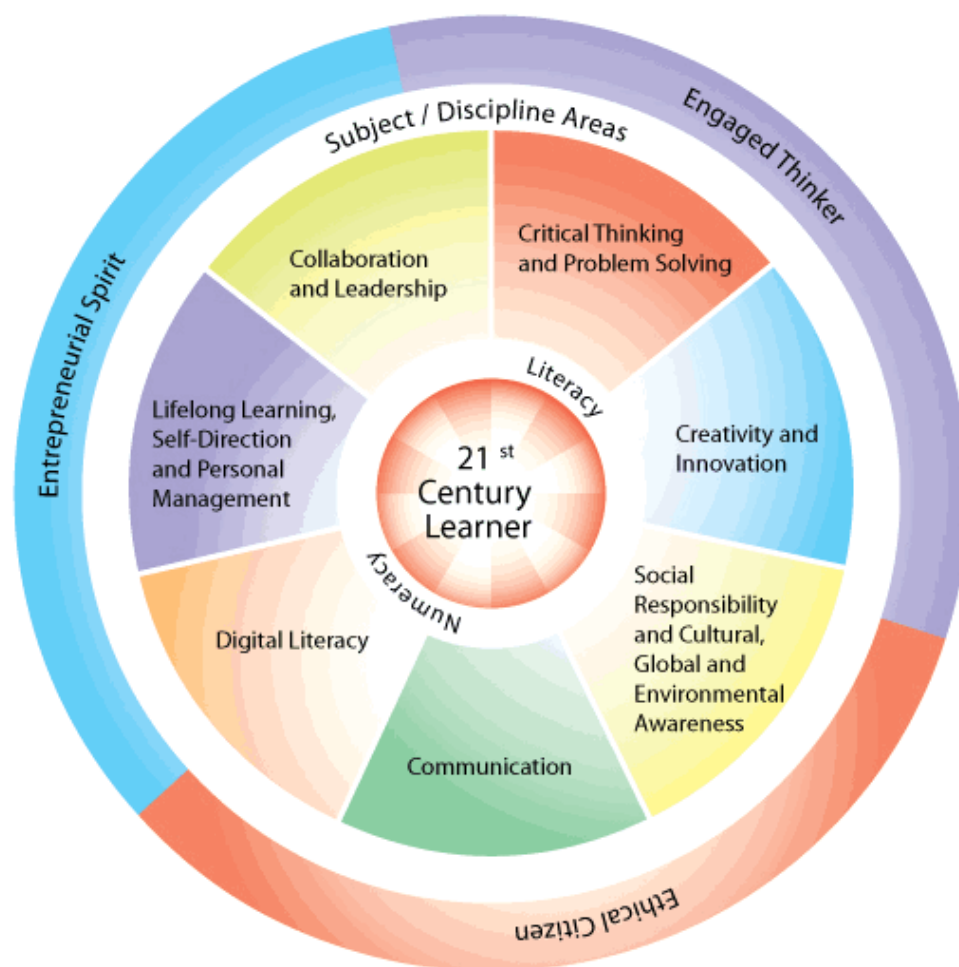 Engaged Thinker
Entrepreneurial Spirit
Ethical Citizen
Subject / Discipline Areas
Critical Thinking
and Problem Solving
Creativity and
Innovation
Social
Responsibility
and Cultural,
Global and
Environmental
Awareness
Communication
Digital Literacy
Lifelong Learning,
Self-Direction
and Personal
Management
Collaboration
and Leadership
Literacy
Numeracy
21 st
Century
Learner